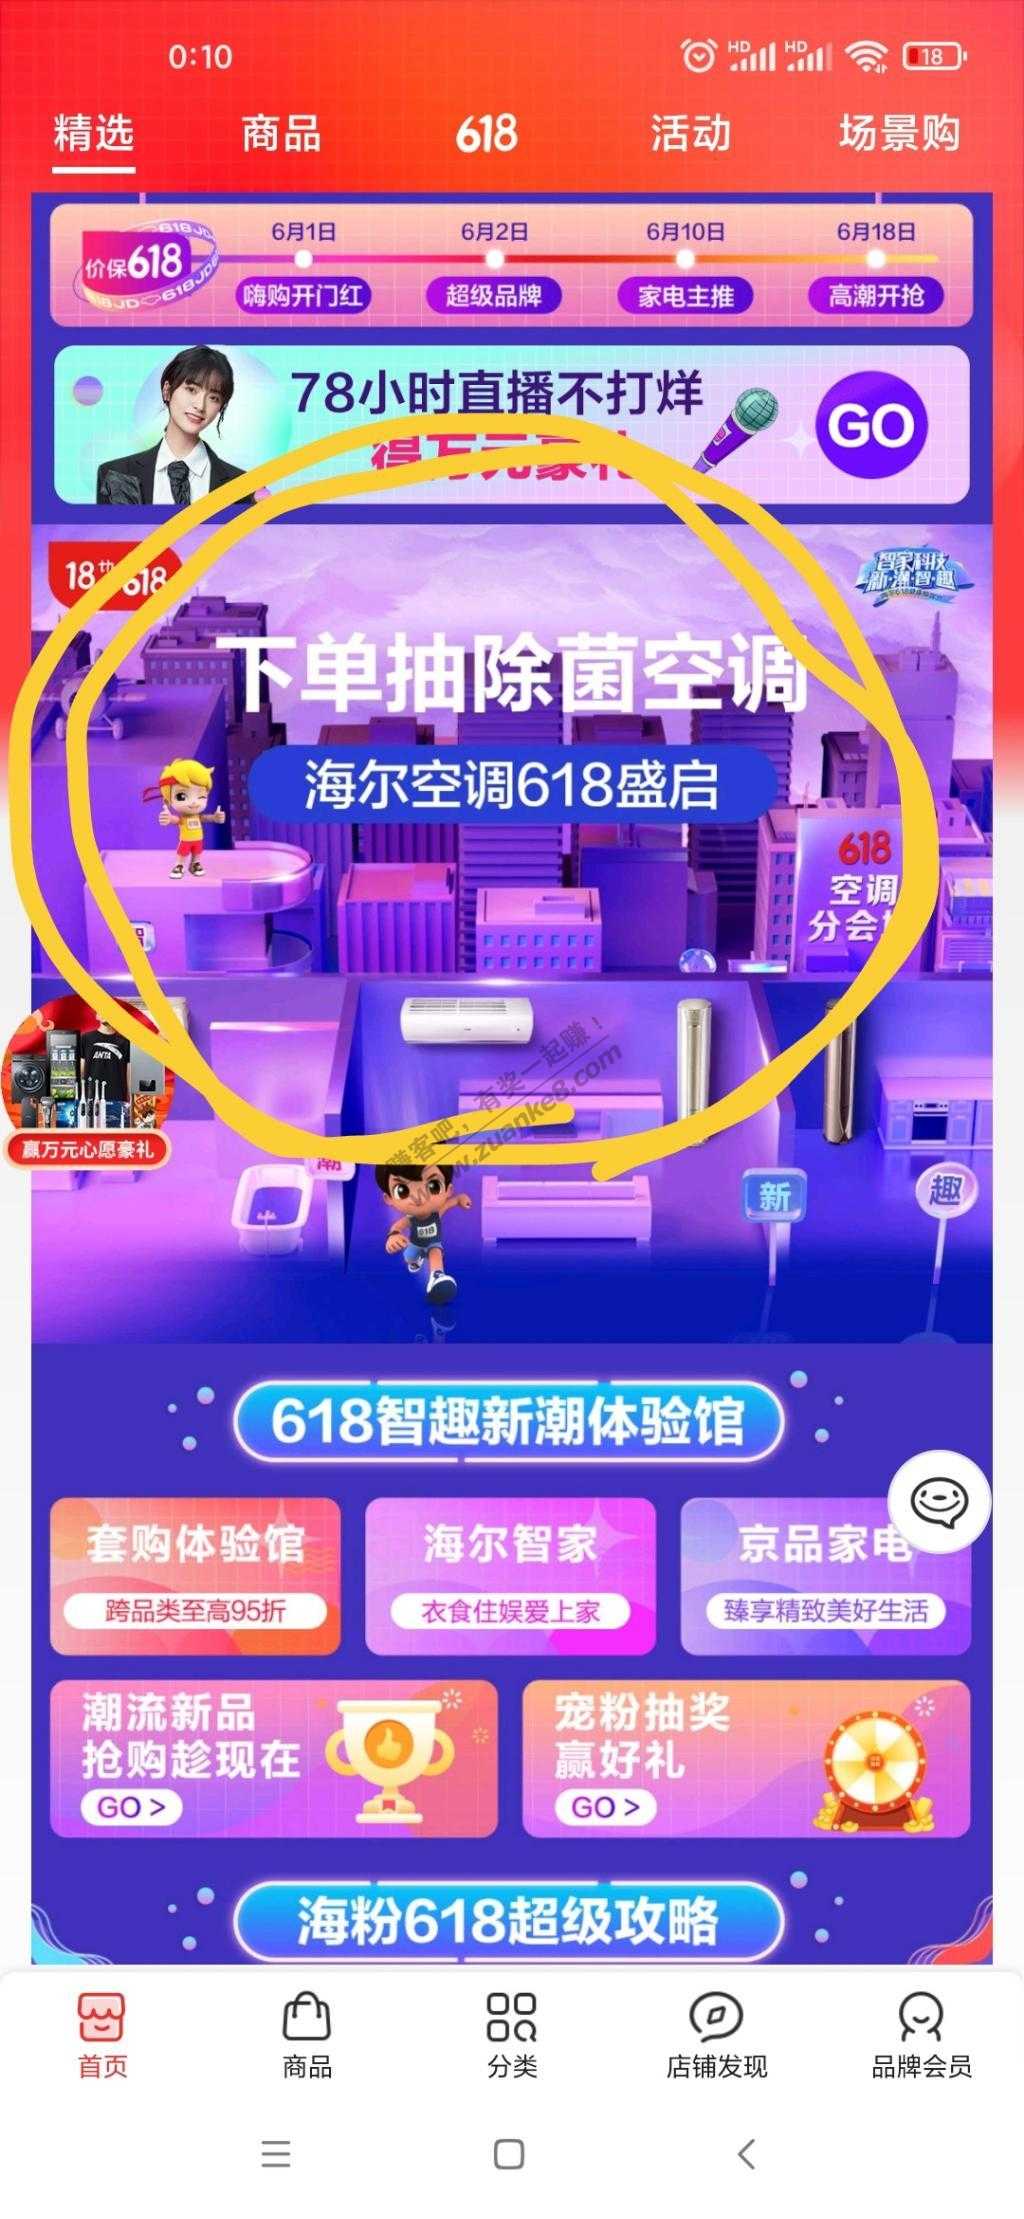 0:10
HD
HD
18
精选
商品
618
活动
场景购
价保618
618JD
6月1日
6月2日
6月10日
6月18日
嗨购开门红
超级品牌
家电主推
高潮开抢
78小时直播不打烊
得万元豪礼
GO
18th 618
智家科技
新·潮·智·趣
下单抽除菌空调
海尔空调618盛启
618
空调
分会
ANTA
赢万元心愿豪礼
有奖一起赚！
赚客吧，
www.zuanke8.com
潮
新
趣
618
618智趣新潮体验馆
套购体验馆
跨品类至高95折
海尔智家
衣食住娱爱上家
京品家电
臻享精致美好生活
潮流新品
抢购趁现在
GO >
宠粉抽奖
赢好礼
GO >
海粉618超级攻略
首页
商品
分类
店铺发现
品牌会员